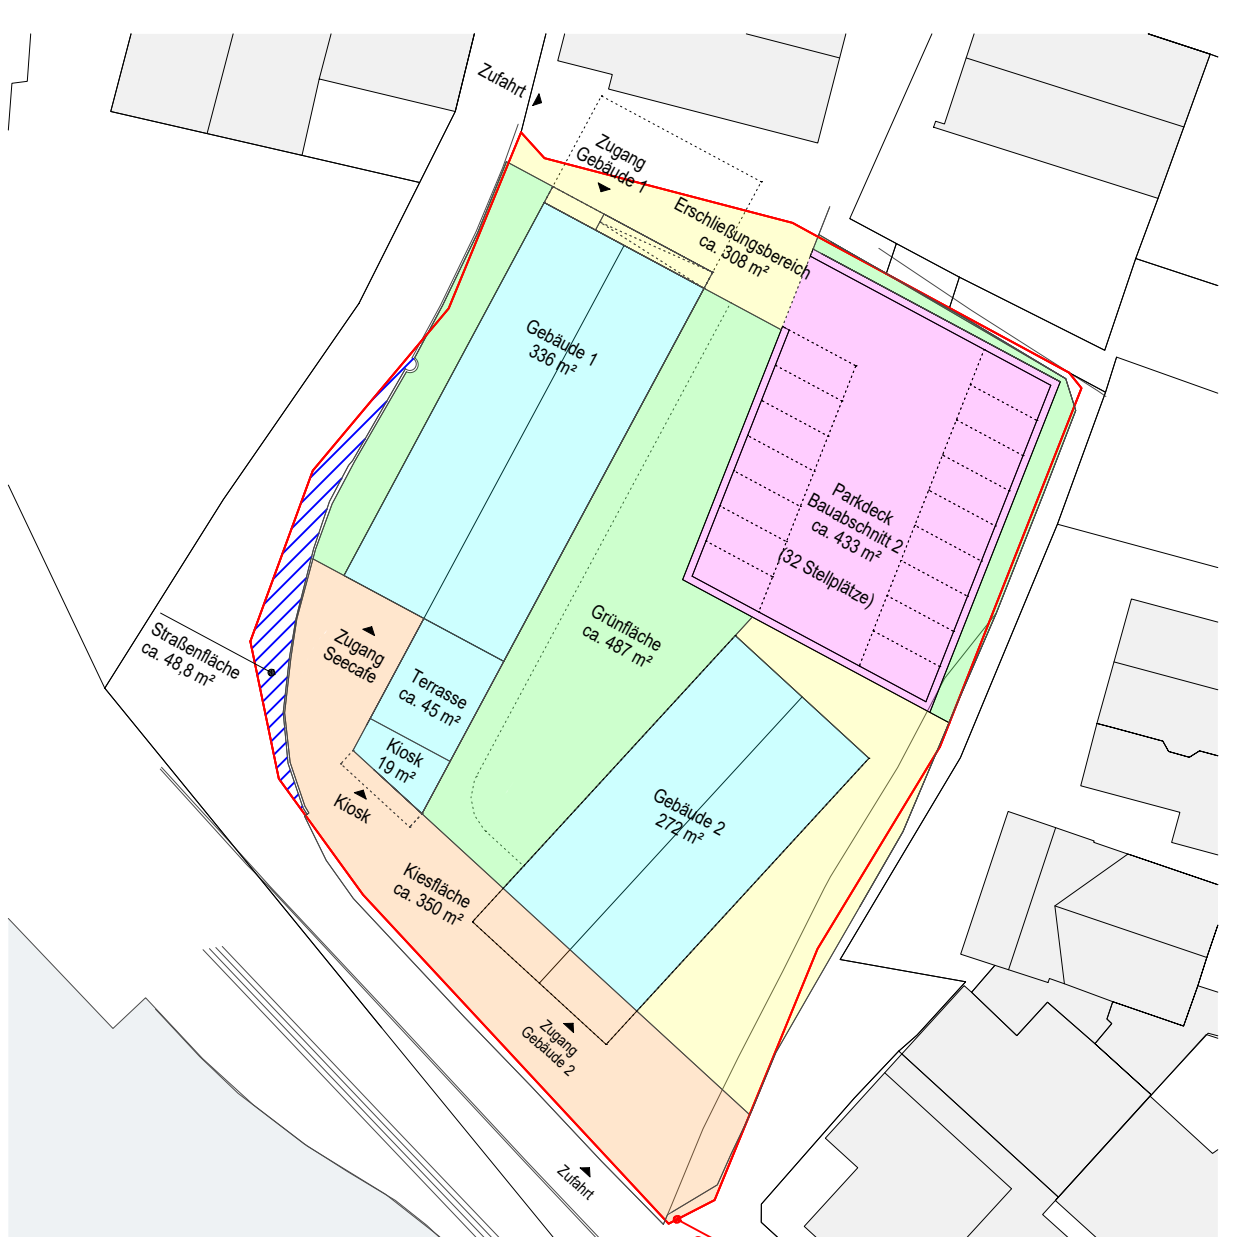 Zufahrt
Zugang
Gebäude 1
Erschließungsbereich
ca. 308 m²
Gebäude 1
336 m²
Parkdeck
Bauabschnitt 2
ca. 433 m²
(32 Stellplätze)
Grünfläche
ca. 487 m²
Straßenfläche
ca. 48,8 m²
Zugang
Seecafe
Terrasse
ca. 45 m²
Kiosk
19 m²
Kiosk
Gebäude 2
272 m²
Kiesfläche
ca. 350 m²
Zugang
Gebäude 2
Zufahrt